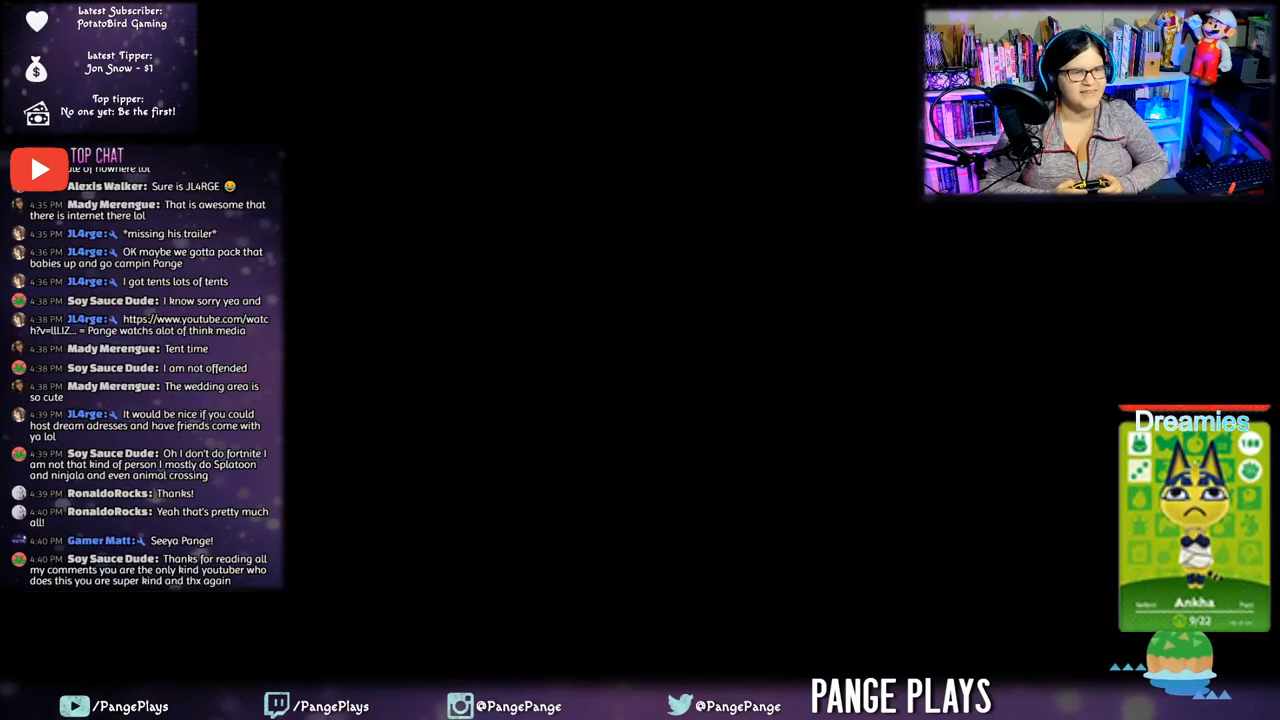 Latest Subscriber:
PotatoBird Gaming
Latest Tipper:
Jon Snow - $1
Top tipper:
No one yet: Be the first!
TOP CHAT
of nowhere lol
Alexis Walker: Sure is JL4RGE 😂
4:35 PM Mady Merengue: That is awesome that
there is internet there lol
4:35 PM JL4rge: *missing his trailer*
4:36 PM JL4rge: OK maybe we gotta pack that
babies up and go campin Pange
4:36 PM JL4rge: I got tents lots of tents
4:38 PM Soy Sauce Dude: I know sorry yea and
4:38 PM JL4rge: https://www.youtube.com/watc
h?v=lLLIZ... = Pange watchs alot of think media
4:38 PM Mady Merengue: Tent time
4:38 PM Soy Sauce Dude: I am not offended
4:38 PM Mady Merengue: The wedding area is
so cute
4:39 PM JL4rge: It would be nice if you could
host dream adresses and have friends come with
ya lol
4:39 PM Soy Sauce Dude: Oh I don't do fortnite I
am not that kind of person I mostly do Splatoon
and ninjala and even animal crossing
4:39 PM RonaldoRocks: Thanks!
4:40 PM RonaldoRocks: Yeah that's pretty much
all!
4:40 PM Gamer Matt: Seeya Pange!
4:40 PM Soy Sauce Dude: Thanks for reading all
my comments you are the only kind youtuber who
does this you are super kind and thx again
Dreamies
188
Ankha
9/22
/PangePlays
/PangePlays
@PangePange
@PangePange
PANGE PLAYS